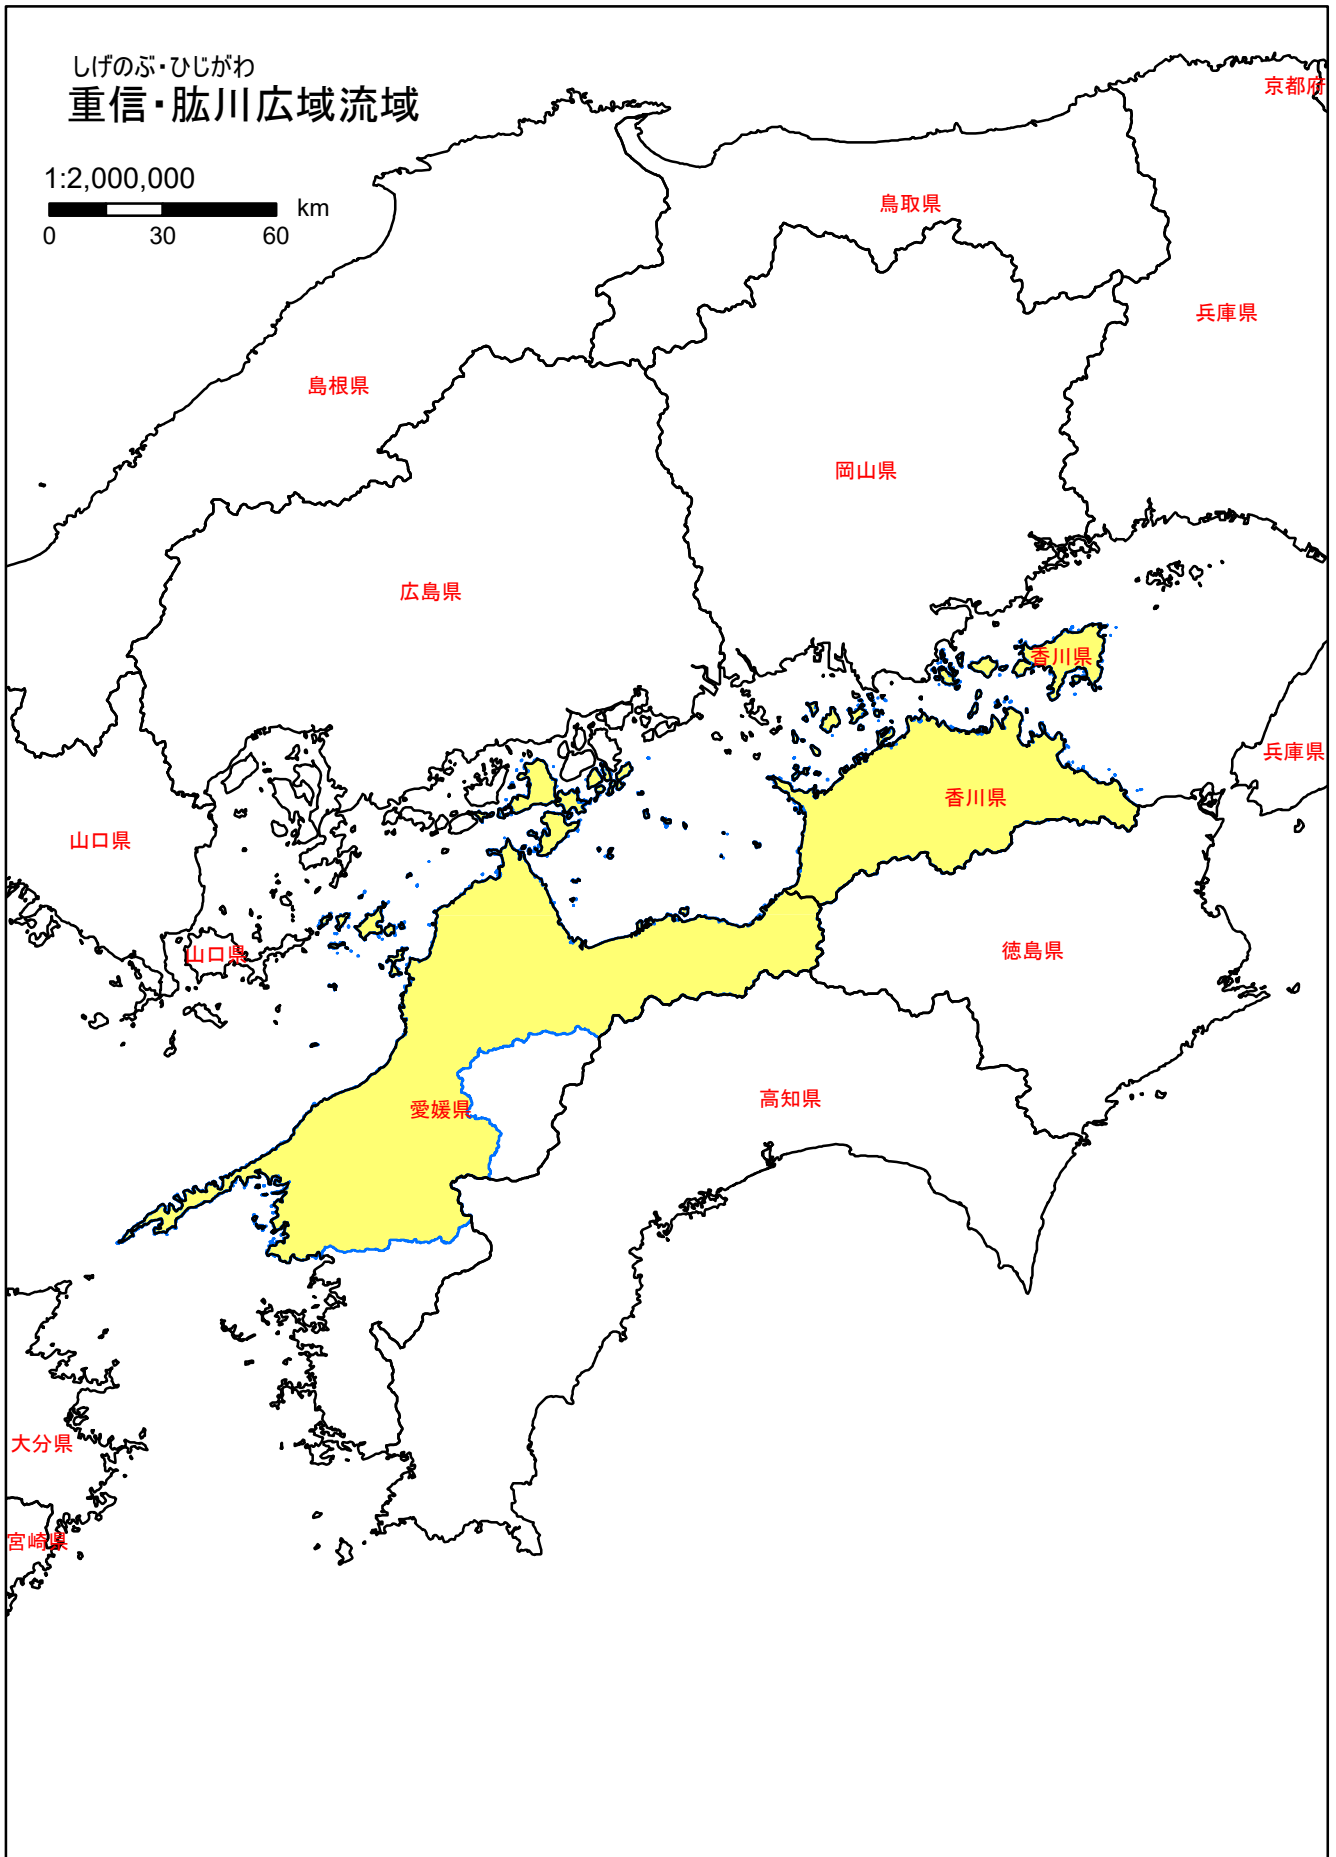 しげのぶ・ひじがわ
重信・肱川広域流域
1:2,000,000
km
0 30 60
京都府
鳥取県
兵庫県
島根県
岡山県
広島県
香川県
兵庫県
香川県
山口県
山口県
徳島県
高知県
愛媛県
大分県
宮崎県